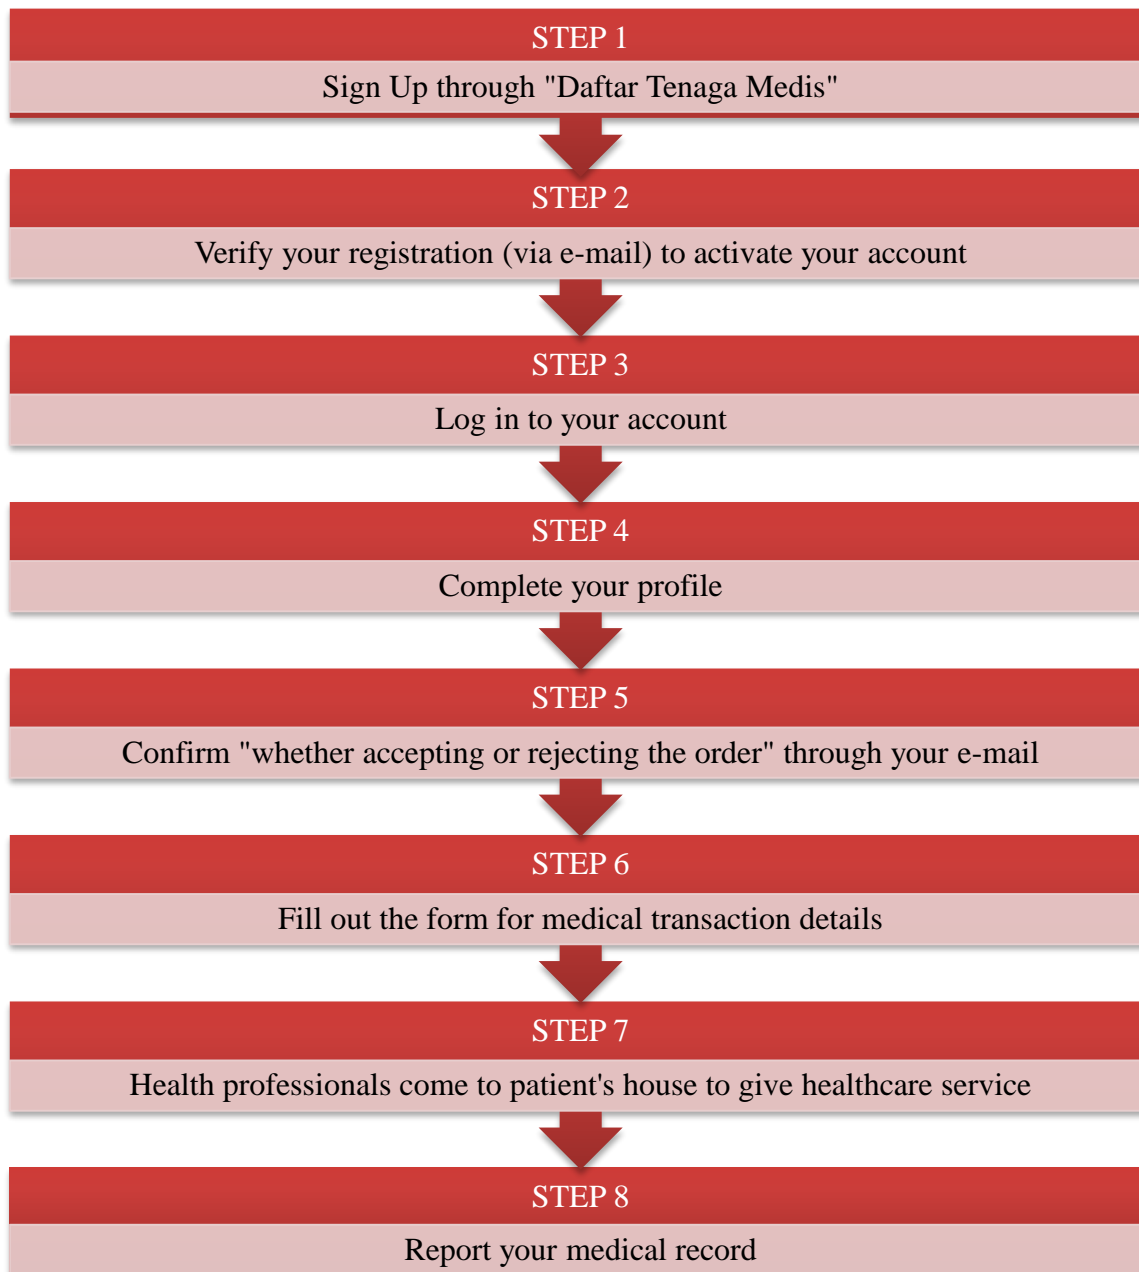 STEP 1
Sign Up through "Daftar Tenaga Medis"
STEP 2
Verify your registration (via e-mail) to activate your account
STEP 3
Log in to your account
STEP 4
Complete your profile
STEP 5
Confirm "whether accepting or rejecting the order" through your e-mail
STEP 6
Fill out the form for medical transaction details
STEP 7
Health professionals come to patient's house to give healthcare service
STEP 8
Report your medical record